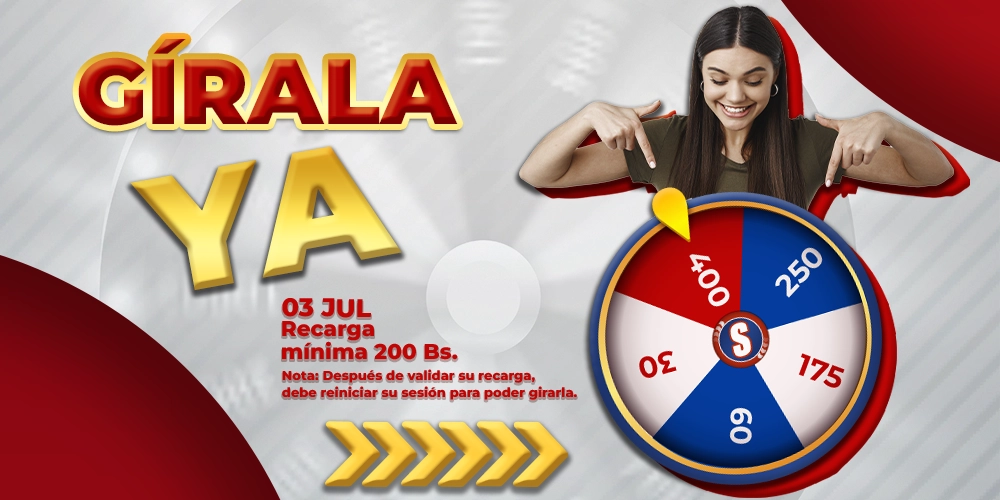 GÍRALA
YA
03 JUL
Recarga
mínima 200 Bs.
Nota: Después de validar su recarga,
debe reiniciar su sesión para poder girarla.
400
250
30
175
60
S